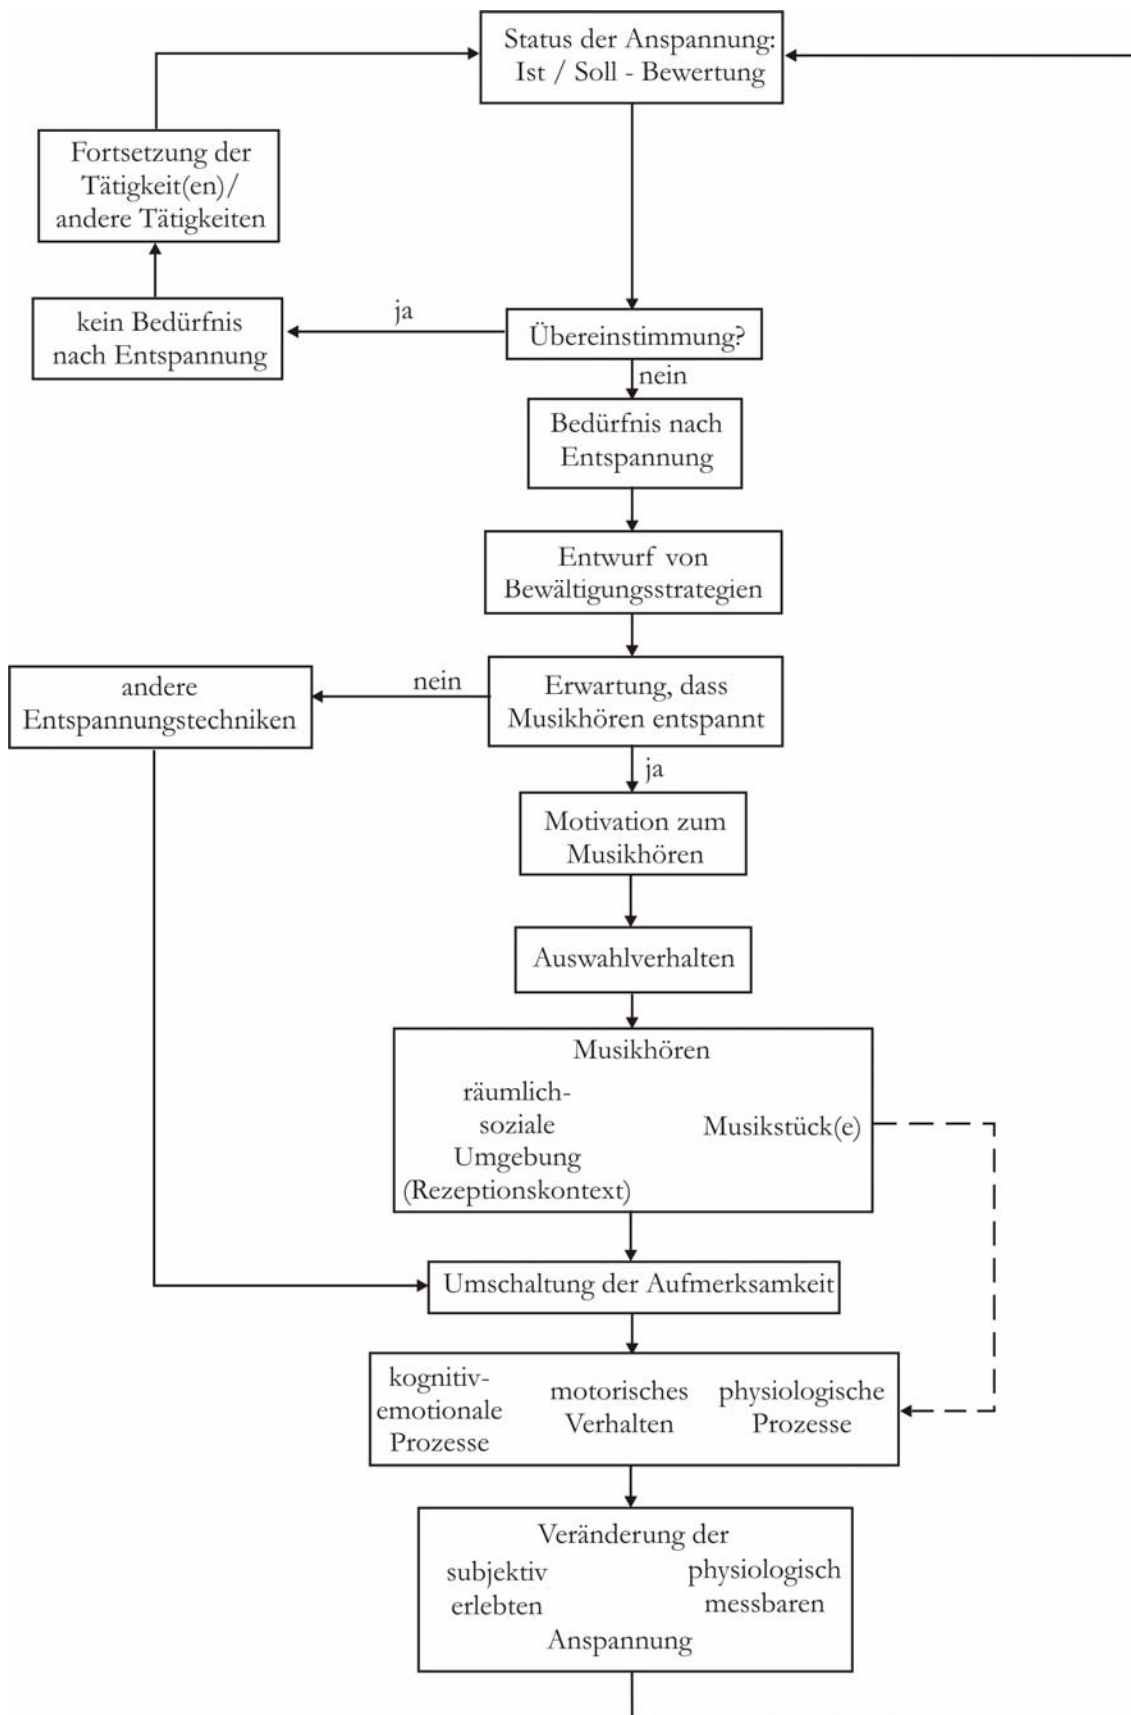 Status der Anspannung:
Ist / Soll - Bewertung
Fortsetzung der
Tätigkeit(en)/
andere Tätigkeiten
kein Bedürfnis
nach Entspannung
ja
Übereinstimmung?
nein
Bedürfnis nach
Entspannung
Entwurf von
Bewältigungsstrategien
andere
Entspannungstechniken
nein
Erwartung, dass
Musikhören entspannt
ja
Motivation zum
Musikhören
Auswahlverhalten
Musikhören
räumlich-
soziale
Umgebung
(Rezeptionskontext)
Musikstück(e)
Umschaltung der Aufmerksamkeit
kognitiv-
emotionale
Prozesse
motorisches
Verhalten
physiologische
Prozesse
Veränderung der
subjektiv
erlebten
physiologisch
messbaren
Anspannung